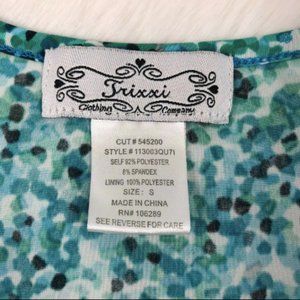 Trixxi
Clothing Company
CUT # 545200
STYLE # 113003QU7I
SELF 92% POLYESTER
8% SPANDEX
LINING 100% POLYESTER
SIZE: S
MADE IN CHINA
RN# 106289
SEE REVERSE FOR CARE